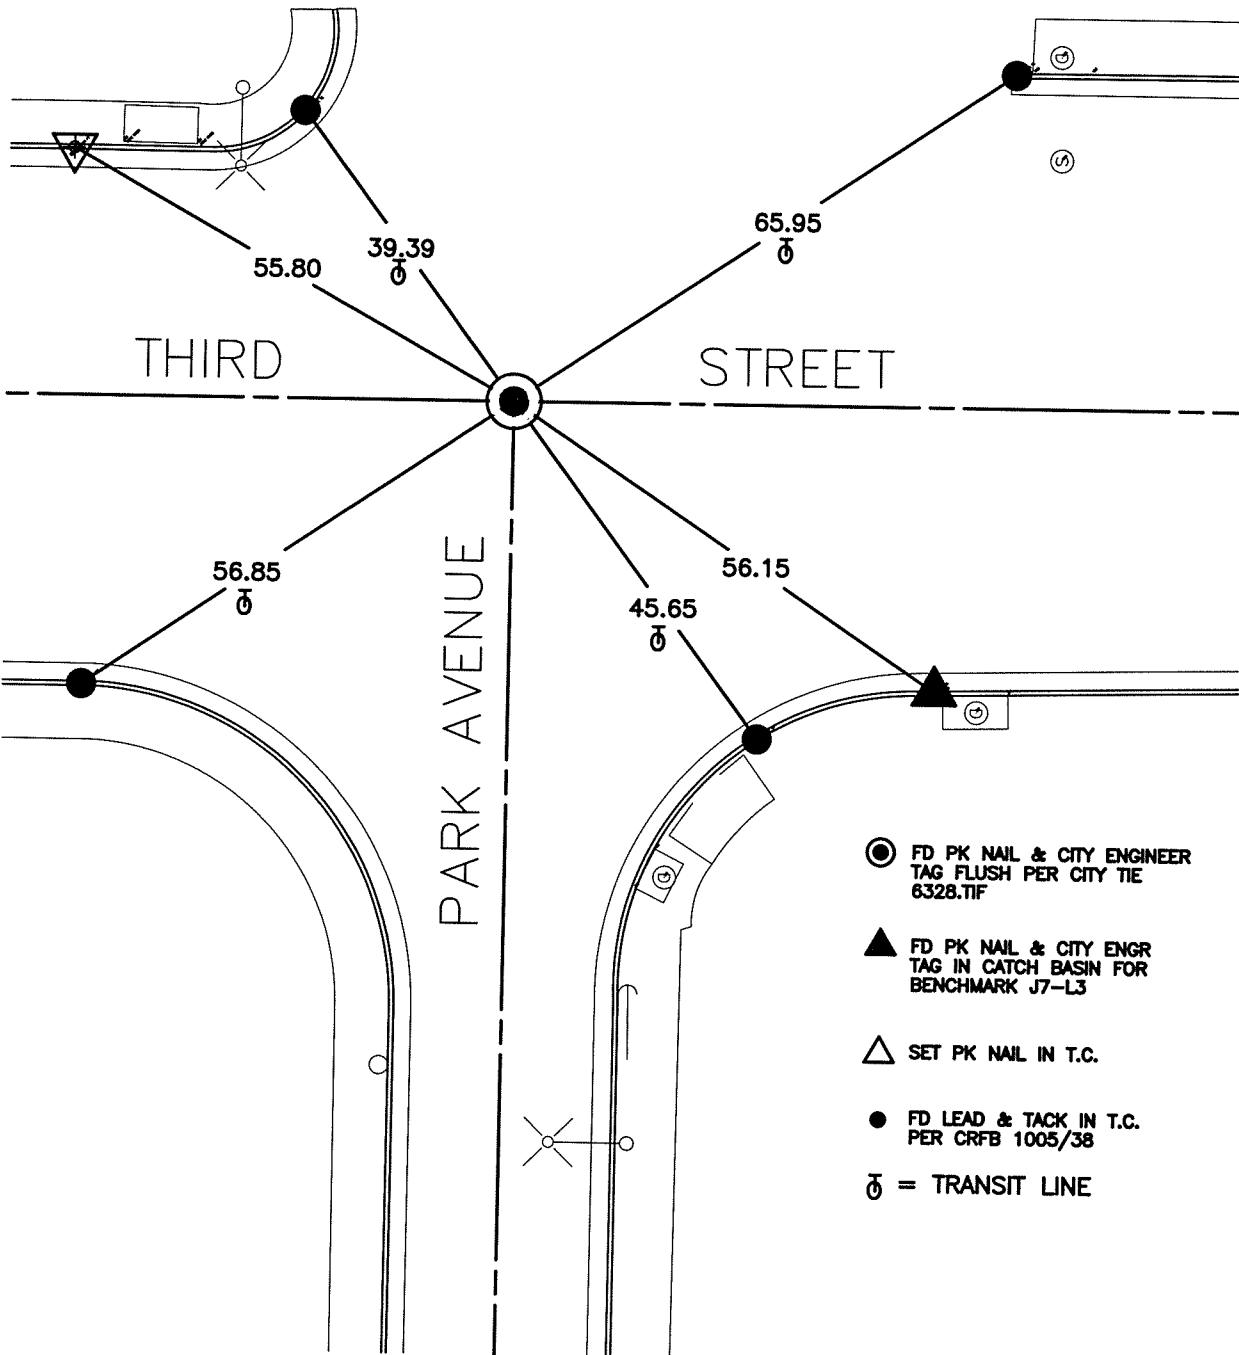 65.95
39.39
55.80
THIRD STREET
PARK AVENUE
56.85
45.65
56.15
D
S
D
D
FD PK NAIL & CITY ENGINEER
TAG FLUSH PER CITY TIE
6328.TIF
FD PK NAIL & CITY ENGR
TAG IN CATCH BASIN FOR
BENCHMARK J7-L3
SET PK NAIL IN T.C.
FD LEAD & TACK IN T.C.
PER CRFB 1005/38
= TRANSIT LINE